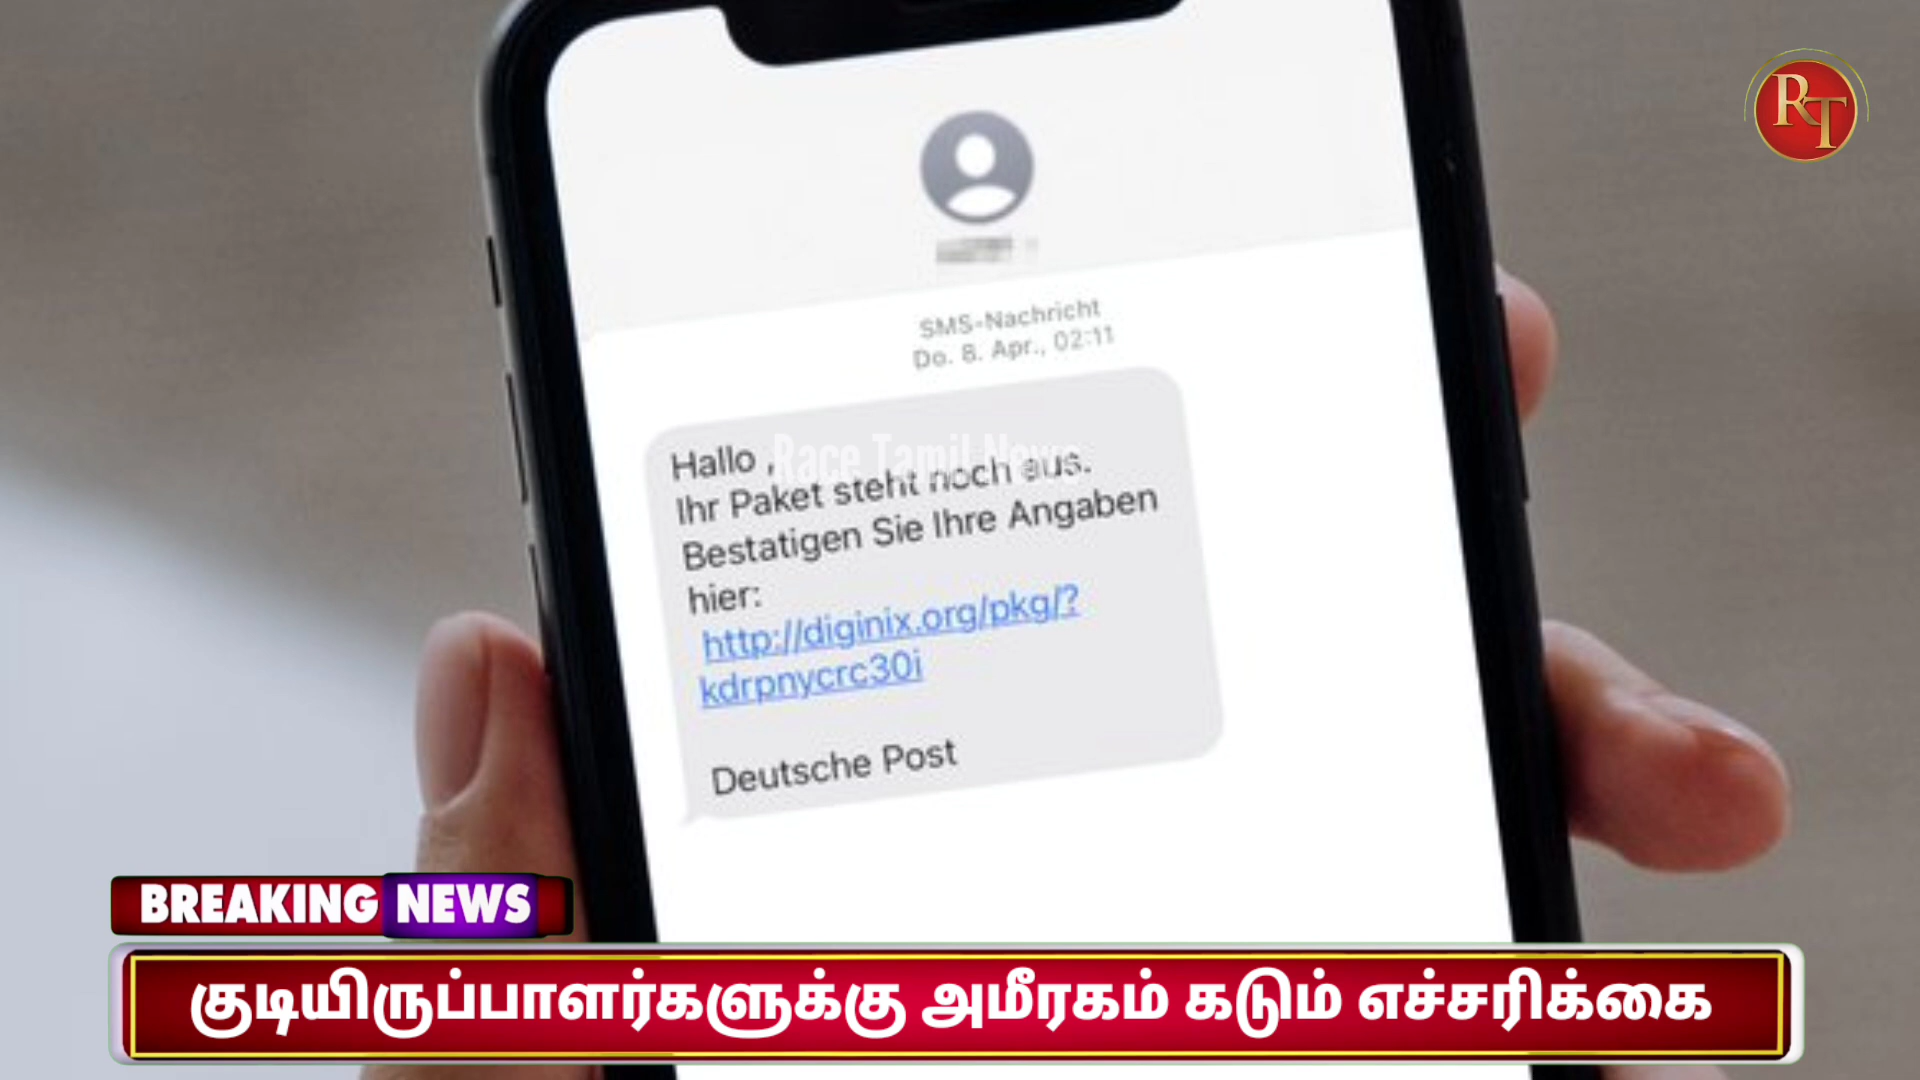 RT
SMS-Nachricht
Do. 8. Apr., 02:11
Hallo ,
Race Tamil News
Ihr Paket steht noch aus.
Bestatigen Sie Ihre Angaben
hier:
http://diginix.org/pkg/?
kdrpnycrc30i
Deutsche Post
BREAKING NEWS
குடியிருப்பாளர்களுக்கு அமீரகம் கடும் எச்சரிக்கை